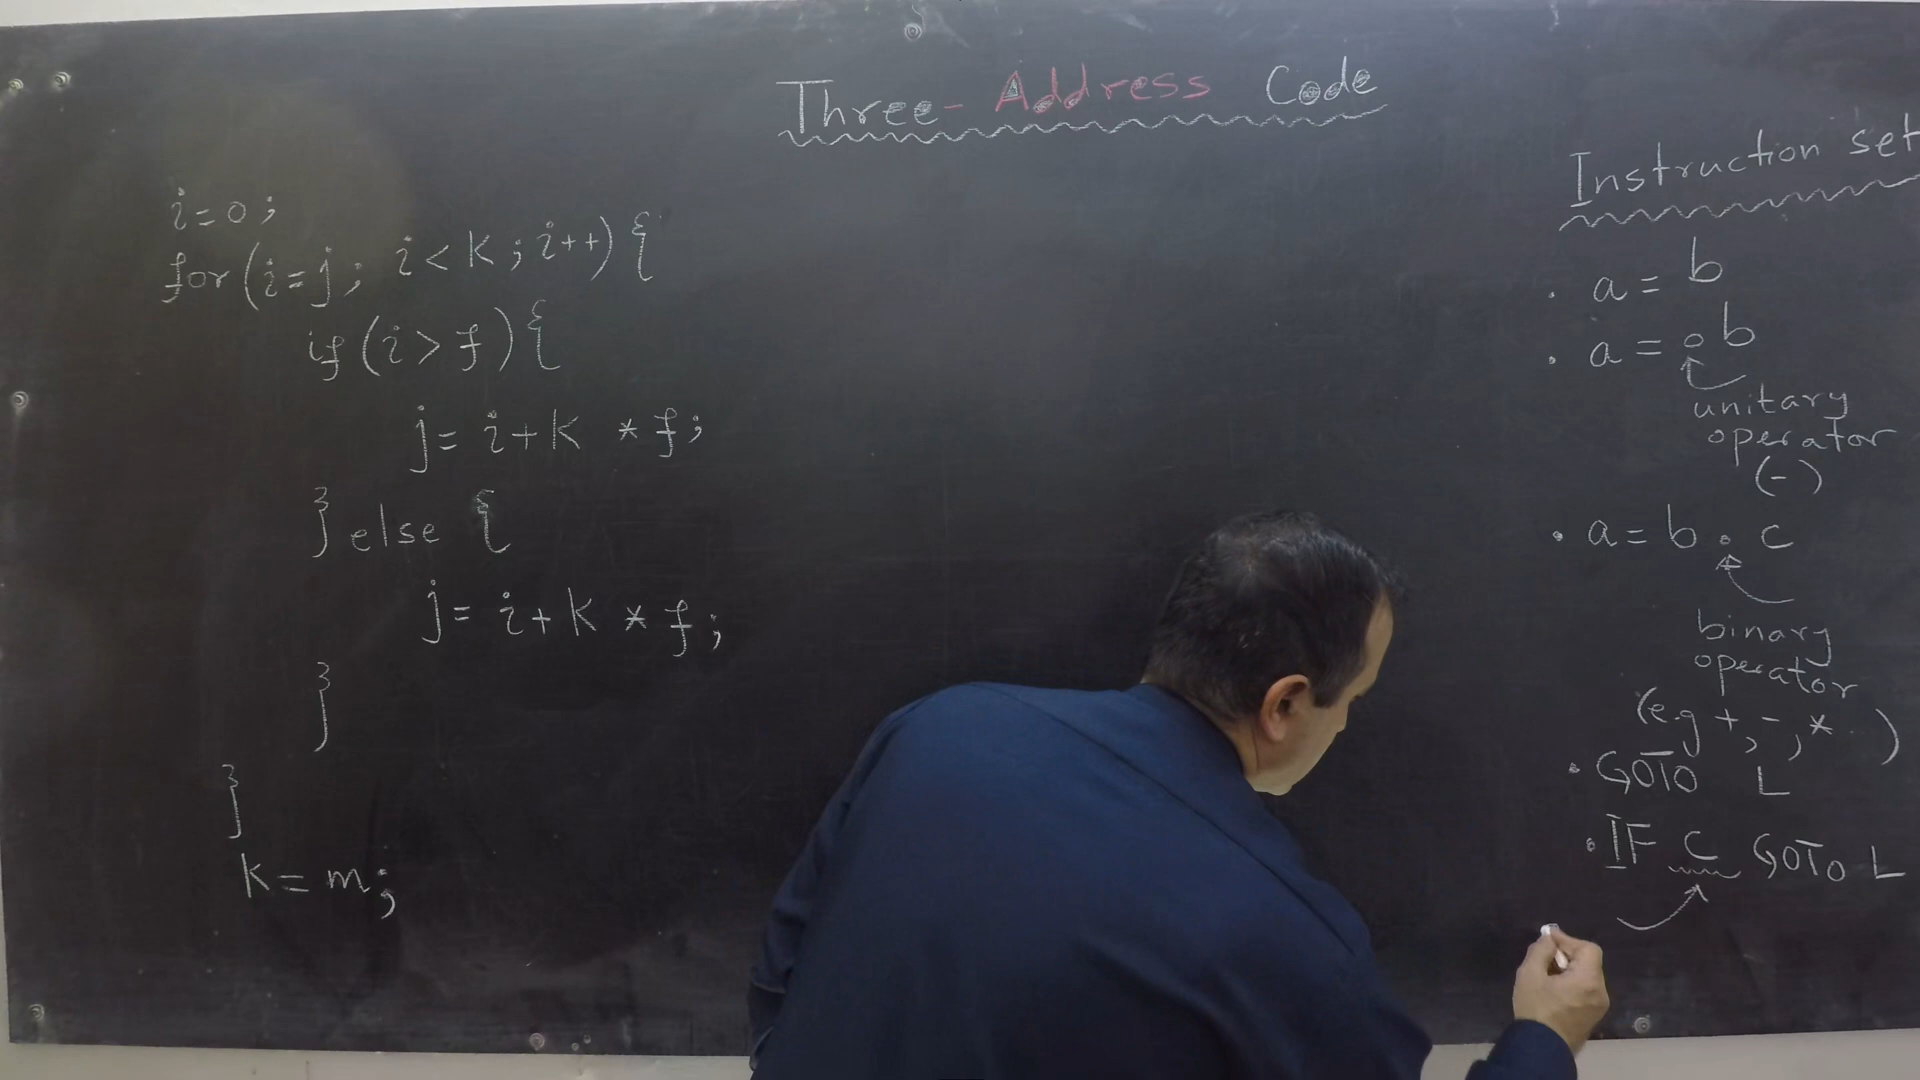 Three-Address Code
i=0;
for(i=j; i<k; i++){
if(i>f){
j=i+k *f;
}else {
j=i+k *f;
}
}
k=m;
Instruction set
• a=b
• a=∘b
unitary
operator
(-)
• a=b∘c
binary
operator
(e.g +,-,*.)
• GOTO L
• IF C GOTO L